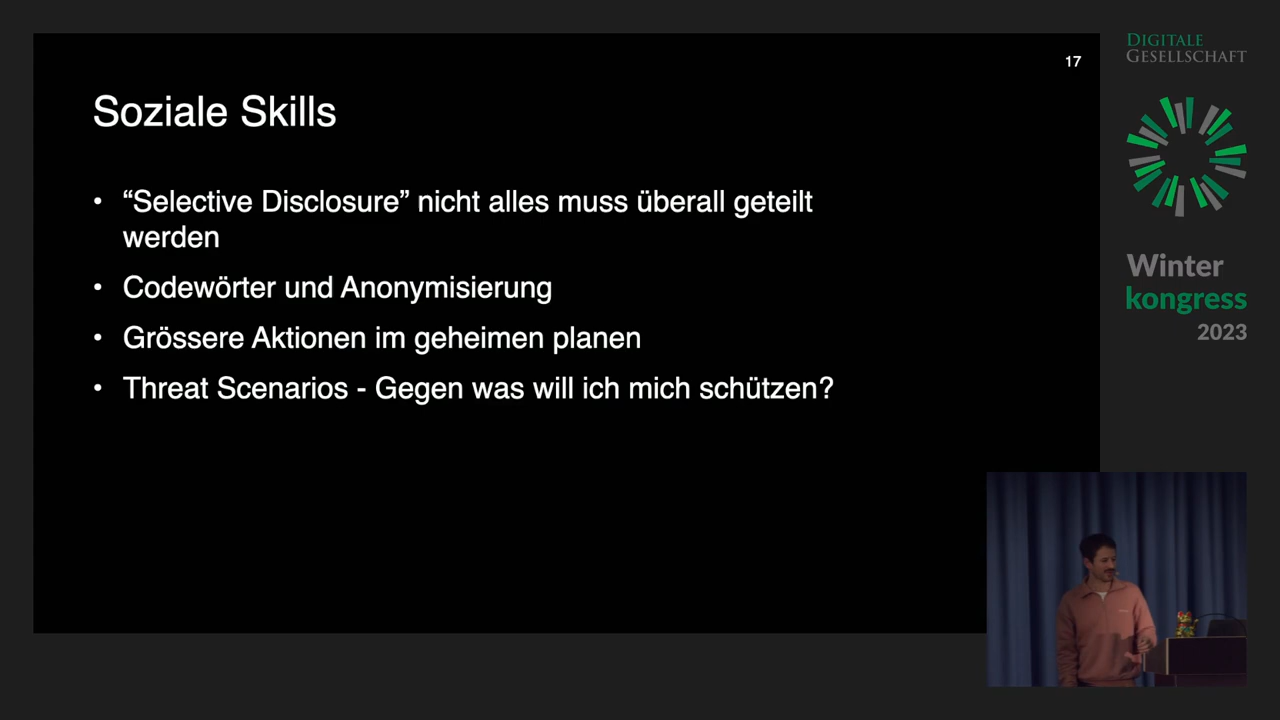 17
Soziale Skills
• “Selective Disclosure” nicht alles muss überall geteilt
werden
• Codewörter und Anonymisierung
• Grössere Aktionen im geheimen planen
• Threat Scenarios - Gegen was will ich mich schützen?
DIGITALE
GESELLSCHAFT
Winter
kongress
2023